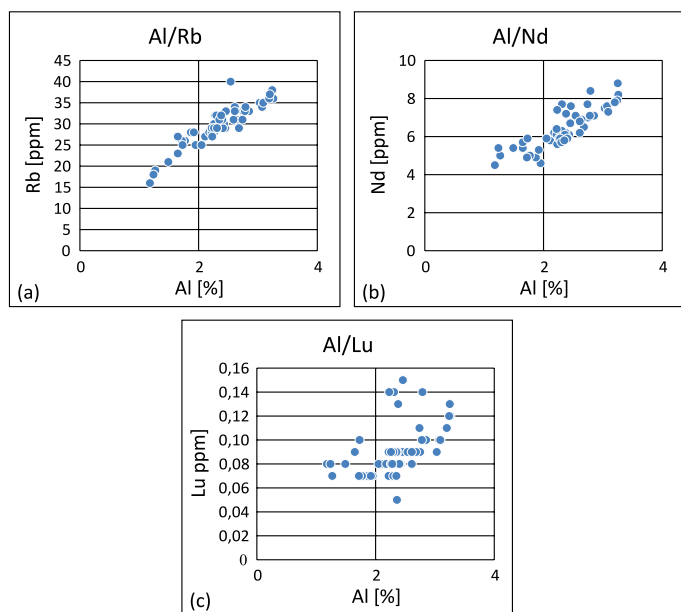 Al/Rb
45
40
35
30
25
20
15
10
5
0
Rb [ppm]
0 2 4
Al [%]
(a)
Al/Nd
10
8
6
4
2
0
Nd [ppm]
0 2 4
Al [%]
(b)
Al/Lu
0,16
0,14
0,12
0,10
0,08
0,06
0,04
0,02
0
Lu ppm]
0 2 4
Al [%]
(c)